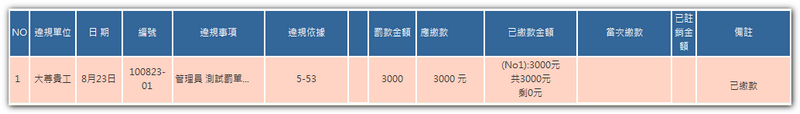 NO 違規單位 日 期 編號 違規事項 違規依據 罰款金額 應繳款 已繳款金額 當次繳款 已註銷金額 備註
1 大專貴工 8月23日 100823-01 管理員 測試罰單... 5-53 3000 3000 元 (No1):3000元
共3000元
剩0元 已繳款